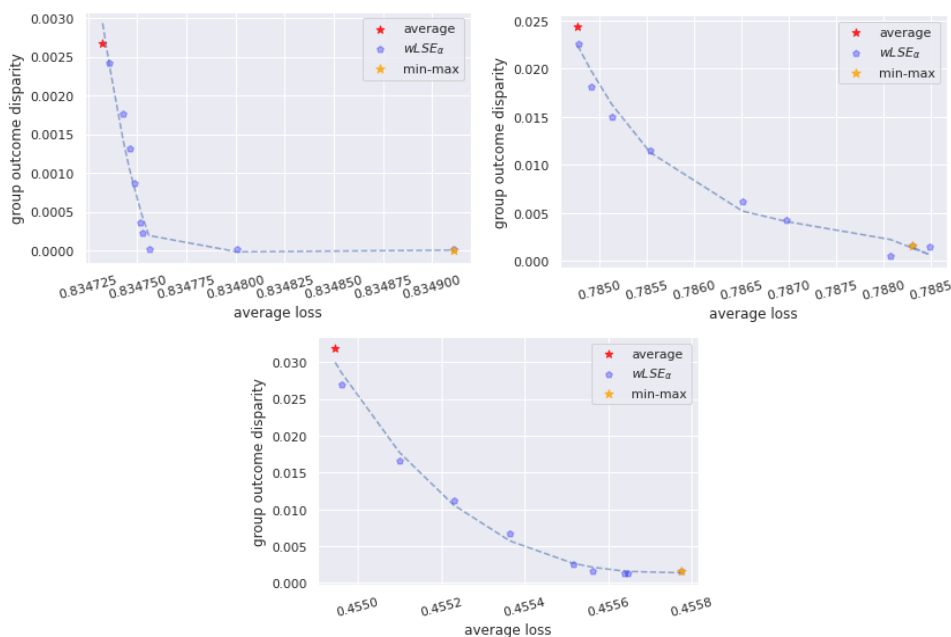 0.0030
0.0025
0.0020
0.0015
0.0010
0.0005
0.0000
group outcome disparity
average
wLSEα
min-max
0.834725
0.834750
0.834775
0.834800
0.834825
0.834850
0.834875
0.834900
average loss
0.025
0.020
0.015
0.010
0.005
0.000
group outcome disparity
average
wLSEα
min-max
0.7850
0.7855
0.7860
0.7865
0.7870
0.7875
0.7880
0.7885
average loss
0.030
0.025
0.020
0.015
0.010
0.005
0.000
group outcome disparity
average
wLSEα
min-max
0.4550
0.4552
0.4554
0.4556
0.4558
average loss